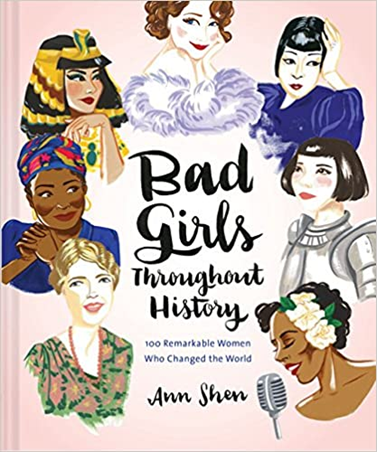 Bad
Girls
Throughout
History
100 Remarkable Women
Who Changed the World
Ann Shen